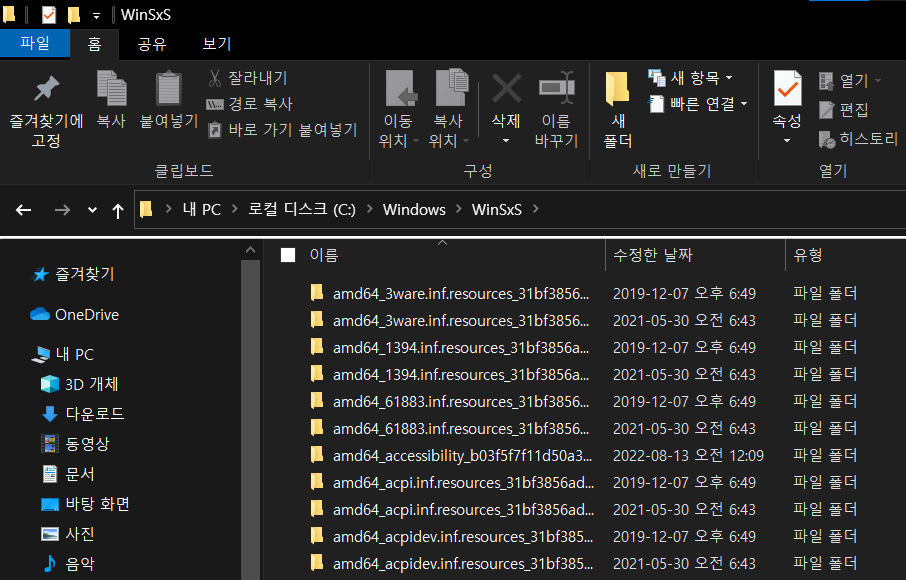 WinSxS
파일 홈 공유 보기
즐겨찾기에 고정
복사
붙여넣기
잘라내기
경로 복사
바로 가기 붙여넣기
클립보드
이동 위치
복사 위치
삭제
이름 바꾸기
구성
새 폴더
새 항목
빠른 연결
새로 만들기
속성
열기
편집
히스토리
열기
내 PC > 로컬 디스크 (C:) > Windows > WinSxS >
즐겨찾기
OneDrive
내 PC
3D 개체
다운로드
동영상
문서
바탕 화면
사진
음악
이름 수정한 날짜 유형
amd64_3ware.inf.resources_31bf3856... 2019-12-07 오후 6:49 파일 폴더
amd64_3ware.inf.resources_31bf3856... 2021-05-30 오전 6:43 파일 폴더
amd64_1394.inf.resources_31bf3856a... 2019-12-07 오후 6:49 파일 폴더
amd64_1394.inf.resources_31bf3856a... 2021-05-30 오전 6:43 파일 폴더
amd64_61883.inf.resources_31bf3856... 2019-12-07 오후 6:49 파일 폴더
amd64_61883.inf.resources_31bf3856... 2021-05-30 오전 6:43 파일 폴더
amd64_accessibility_b03f5f7f11d50a3... 2022-08-13 오전 12:09 파일 폴더
amd64_acpi.inf.resources_31bf3856ad... 2019-12-07 오후 6:49 파일 폴더
amd64_acpi.inf.resources_31bf3856ad... 2021-05-30 오전 6:43 파일 폴더
amd64_acpidev.inf.resources_31bf385... 2019-12-07 오후 6:49 파일 폴더
amd64_acpidev.inf.resources_31bf385... 2021-05-30 오전 6:43 파일 폴더